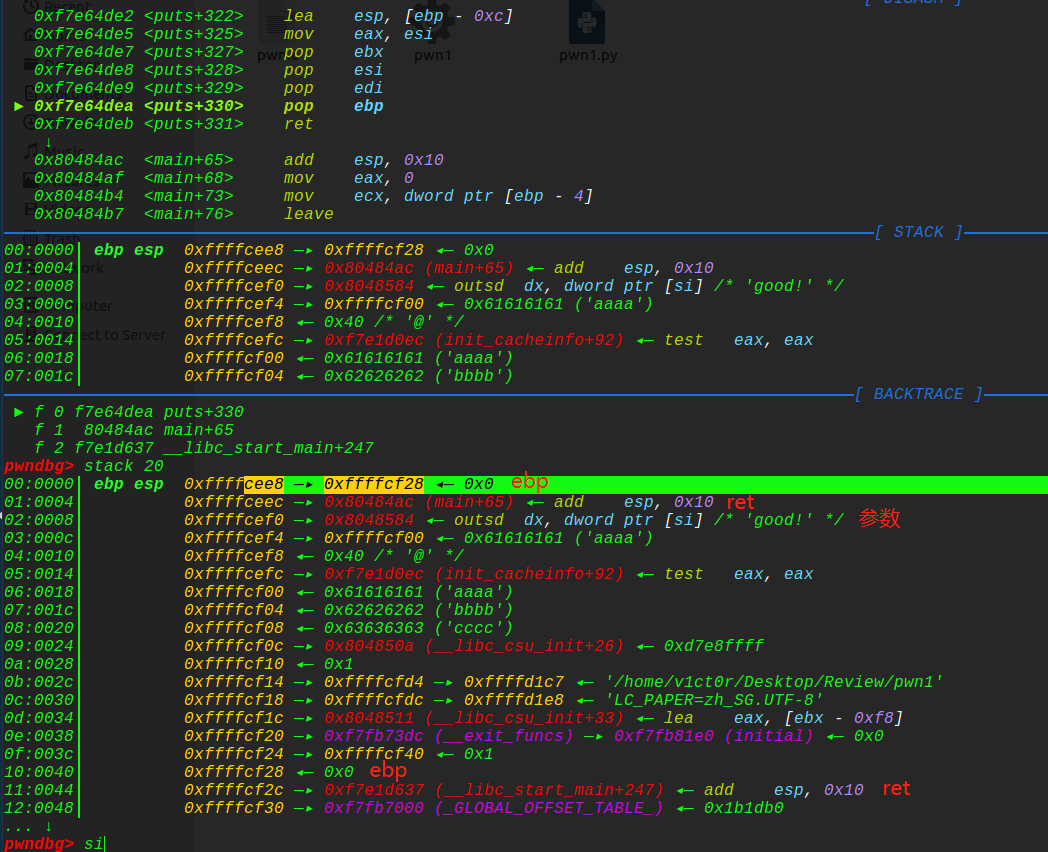 [ DISASM ]
0xf7e64de2 <puts+322> lea esp, [ebp - 0xc]
0xf7e64de5 <puts+325> mov eax, esi
0xf7e64de7 <puts+327> pop ebx
0xf7e64de8 <puts+328> pop esi
0xf7e64de9 <puts+329> pop edi
► 0xf7e64dea <puts+330> pop ebp
0xf7e64deb <puts+331> ret
↓
0x80484ac <main+65> add esp, 0x10
0x80484af <main+68> mov eax, 0
0x80484b4 <main+73> mov ecx, dword ptr [ebp - 4]
0x80484b7 <main+76> leave
pwn1
pwn1.py
[ STACK ]
00:0000│ ebp esp 0xffffcee8 —▸ 0xffffcf28 ◂— 0x0
01:0004│ 0xffffceec —▸ 0x80484ac (main+65) ◂— add esp, 0x10
02:0008│ 0xffffcef0 —▸ 0x8048584 ◂— outsd dx, dword ptr [si] /* 'good!' */
03:000c│ 0xffffcef4 —▸ 0xffffcf00 ◂— 0x61616161 ('aaaa')
04:0010│ 0xffffcef8 ◂— 0x40 /* '@' */
05:0014│ 0xffffcefc —▸ 0xf7e1d0ec (init_cacheinfo+92) ◂— test eax, eax
06:0018│ 0xffffcf00 ◂— 0x61616161 ('aaaa')
07:001c│ 0xffffcf04 ◂— 0x62626262 ('bbbb')
Connect to Server
[ BACKTRACE ]
► f 0 f7e64dea puts+330
f 1 80484ac main+65
f 2 f7e1d637 __libc_start_main+247
pwndbg> stack 20
00:0000│ ebp esp 0xffffcee8 —▸ 0xffffcf28 ◂— 0x0 ebp
01:0004│ 0xffffceec —▸ 0x80484ac (main+65) ◂— add esp, 0x10 ret
02:0008│ 0xffffcef0 —▸ 0x8048584 ◂— outsd dx, dword ptr [si] /* 'good!' */ 参数
03:000c│ 0xffffcef4 —▸ 0xffffcf00 ◂— 0x61616161 ('aaaa')
04:0010│ 0xffffcef8 ◂— 0x40 /* '@' */
05:0014│ 0xffffcefc —▸ 0xf7e1d0ec (init_cacheinfo+92) ◂— test eax, eax
06:0018│ 0xffffcf00 ◂— 0x61616161 ('aaaa')
07:001c│ 0xffffcf04 ◂— 0x62626262 ('bbbb')
08:0020│ 0xffffcf08 ◂— 0x63636363 ('cccc')
09:0024│ 0xffffcf0c —▸ 0x804850a (__libc_csu_init+26) ◂— 0xd7e8ffff
0a:0028│ 0xffffcf10 ◂— 0x1
0b:002c│ 0xffffcf14 —▸ 0xffffcfd4 —▸ 0xffffd1c7 ◂— '/home/v1ct0r/Desktop/Review/pwn1'
0c:0030│ 0xffffcf18 —▸ 0xffffcfdc —▸ 0xffffd1e8 ◂— 'LC_PAPER=zh_SG.UTF-8'
0d:0034│ 0xffffcf1c —▸ 0x8048511 (__libc_csu_init+33) ◂— lea eax, [ebx - 0xf8]
0e:0038│ 0xffffcf20 —▸ 0xf7fb73dc (__exit_funcs) —▸ 0xf7fb81e0 (initial) ◂— 0x0
0f:003c│ 0xffffcf24 —▸ 0xffffcf40 ◂— 0x1
10:0040│ 0xffffcf28 ◂— 0x0 ebp
11:0044│ 0xffffcf2c —▸ 0xf7e1d637 (__libc_start_main+247) ◂— add esp, 0x10 ret
12:0048│ 0xffffcf30 —▸ 0xf7fb7000 (_GLOBAL_OFFSET_TABLE_) ◂— 0x1b1db0
... ↓
pwndbg> si